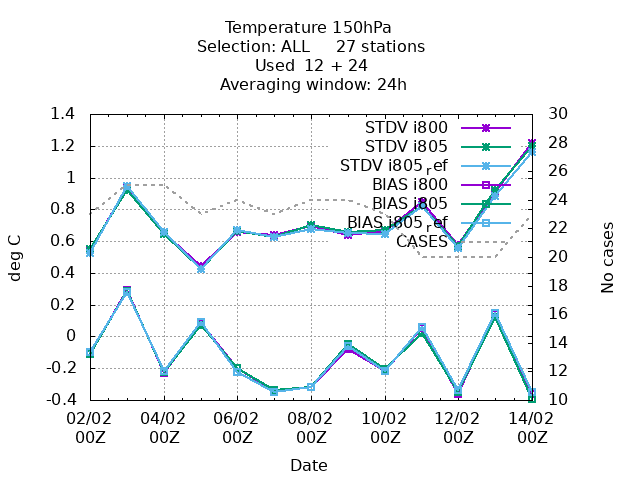 Temperature 150hPa
Selection: ALL 27 stations
Used 12 + 24
Averaging window: 24h
1.4
1.2
1
0.8
0.6
0.4
0.2
0
-0.2
-0.4
30
28
26
24
22
20
18
16
14
12
10
deg C
No cases
STDV i800
STDV i805
STDV i805ref
BIAS i800
BIAS i805
BIAS i805ref
CASES
02/02 04/02 06/02 08/02 10/02 12/02 14/02
00Z 00Z 00Z 00Z 00Z 00Z 00Z
Date